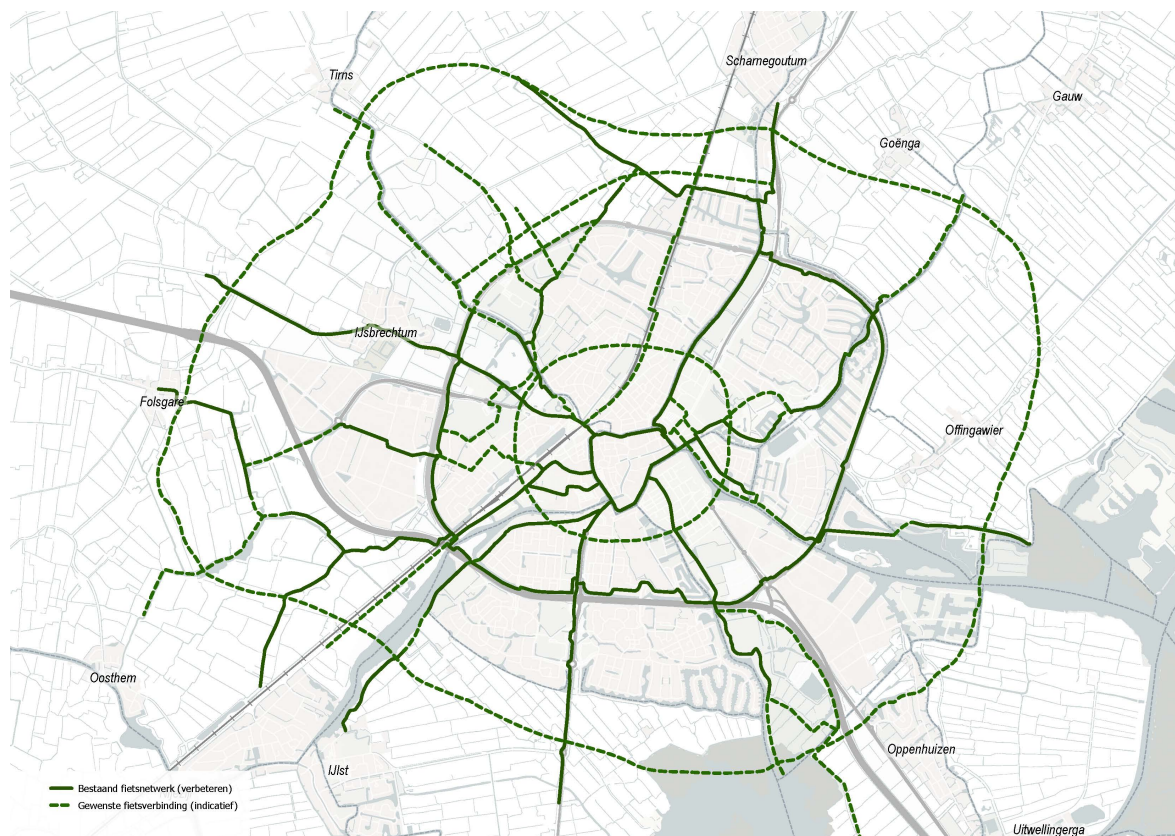 Scharnegoutum
Tirns
Gauw
Goënga
IJsbrechtum
Folsgare
Offingawier
Oosthem
Oppenhuizen
IJlst
Bestaand fietsnetwerk (verbeteren)
Gewenste fietsverbinding (indicatief)
Uitwellingerga